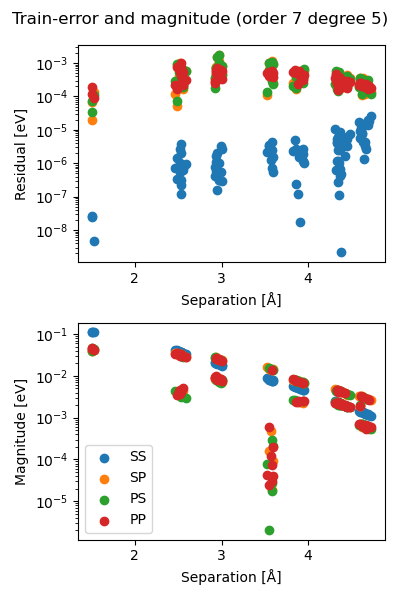 Train-error and magnitude (order 7 degree 5)
10⁻³
10⁻⁴
10⁻⁵
10⁻⁶
10⁻⁷
10⁻⁸
Residual [eV]
2 3 4
Separation [Å]
10⁻¹
10⁻²
10⁻³
10⁻⁴
10⁻⁵
Magnitude [eV]
SS
SP
PS
PP
2 3 4
Separation [Å]